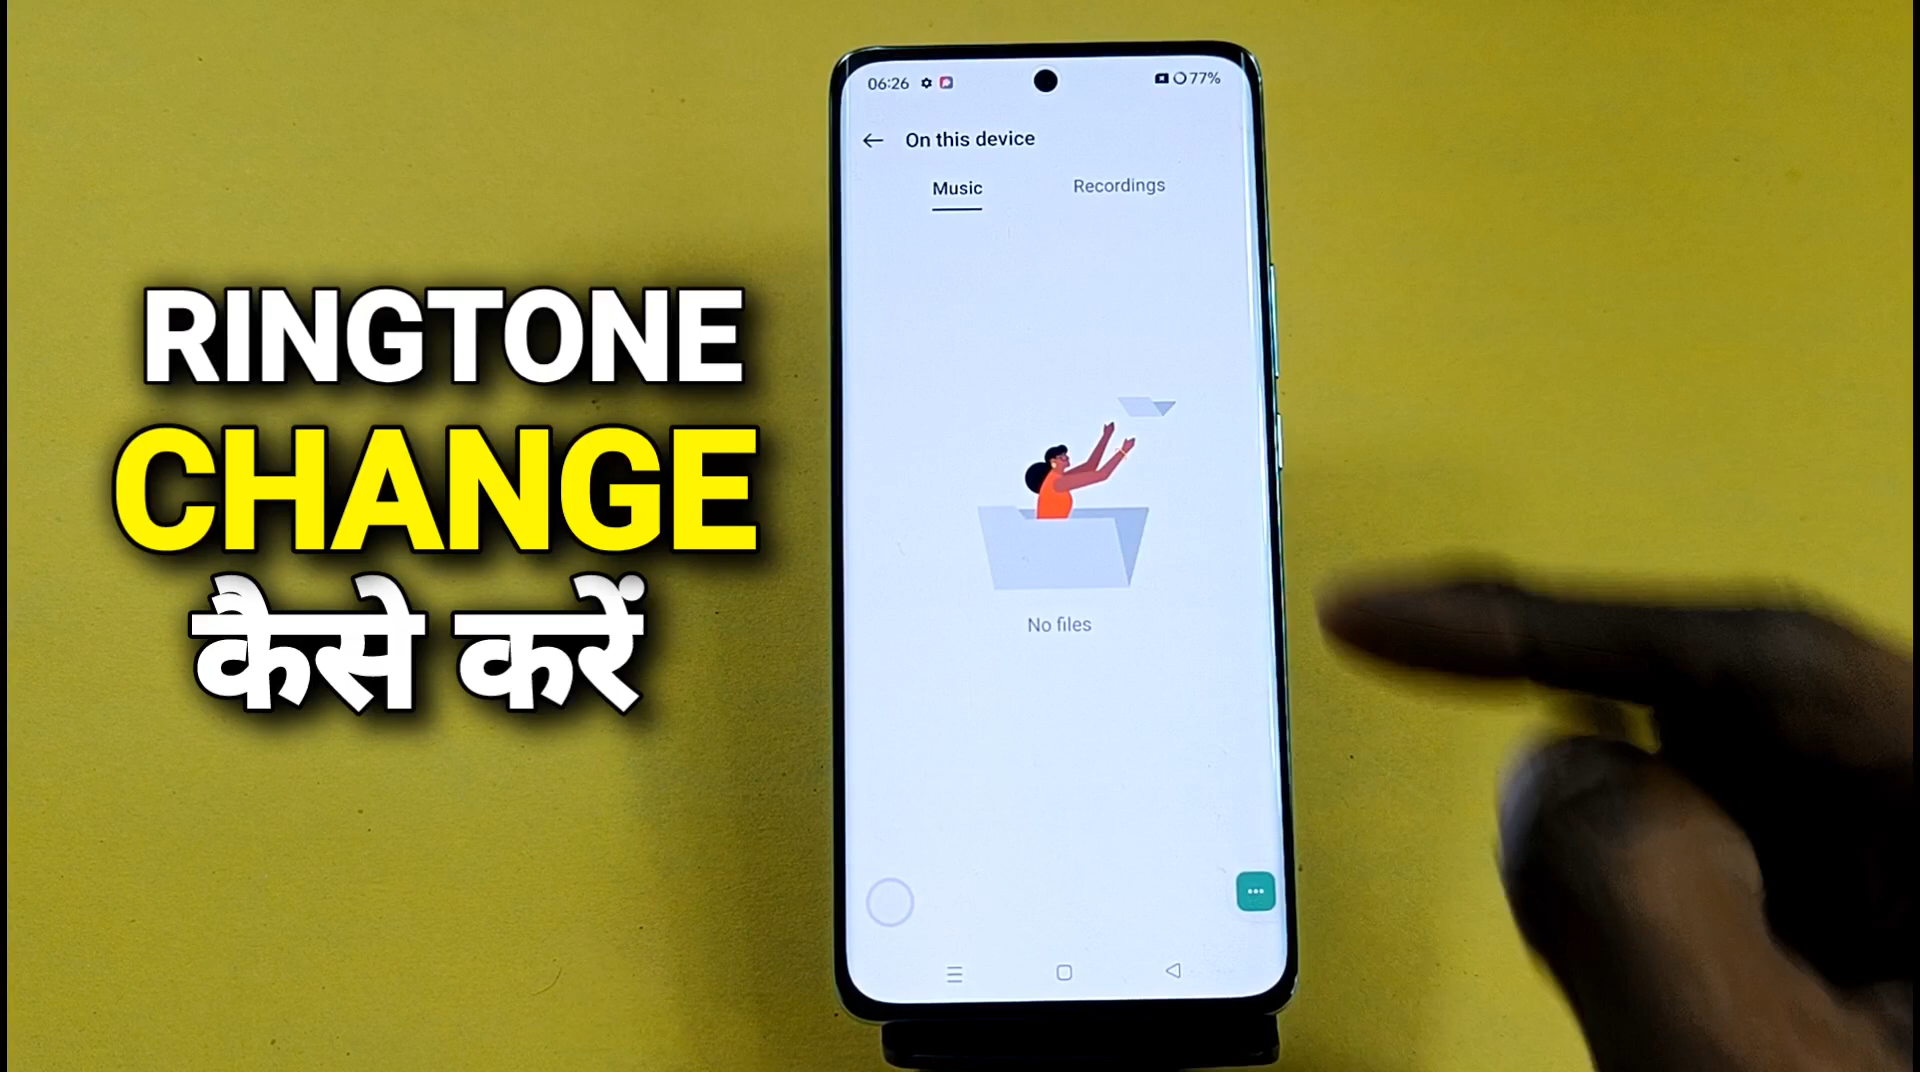 RINGTONE
CHANGE
कैसे करें
06:26
77%
On this device
Music
Recordings
No files